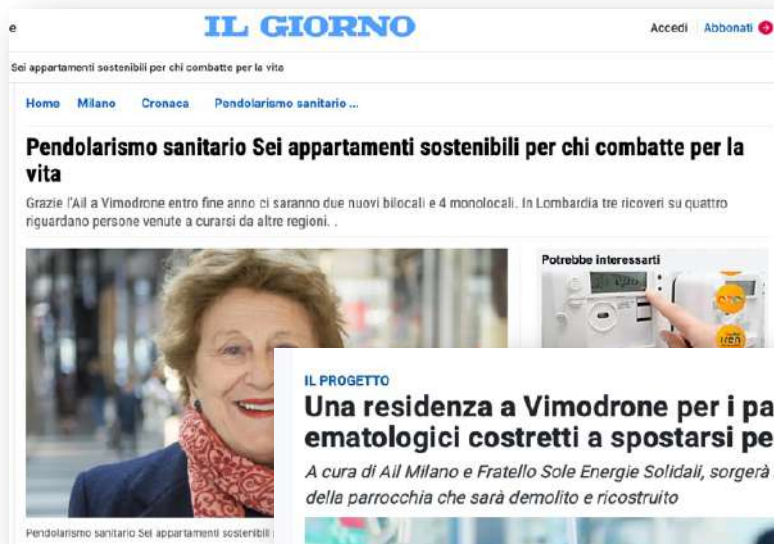 e
IL GIORNO
Accedi
Abbonati
Sei appartamenti sostenibili per chi combatte per la vita
Home
Milano
Cronaca
Pendolarismo sanitario ...
Pendolarismo sanitario Sei appartamenti sostenibili per chi combatte per la
vita
Grazie l'Ail a Vimodrone entro fine anno ci saranno due nuovi bilocali e 4 monolocali. In Lombardia tre ricoveri su quattro
riguardano persone venute a curarsi da altre regioni. .
Potrebbe interessarti
IL PROGETTO
Una residenza a Vimodrone per i pa
ematologici costretti a spostarsi pe
A cura di Ail Milano e Fratello Sole Energie Solidali, sorgerà
della parrocchia che sarà demolito e ricostruito
Pendolarismo sanitario Sei appartamenti sostenibili